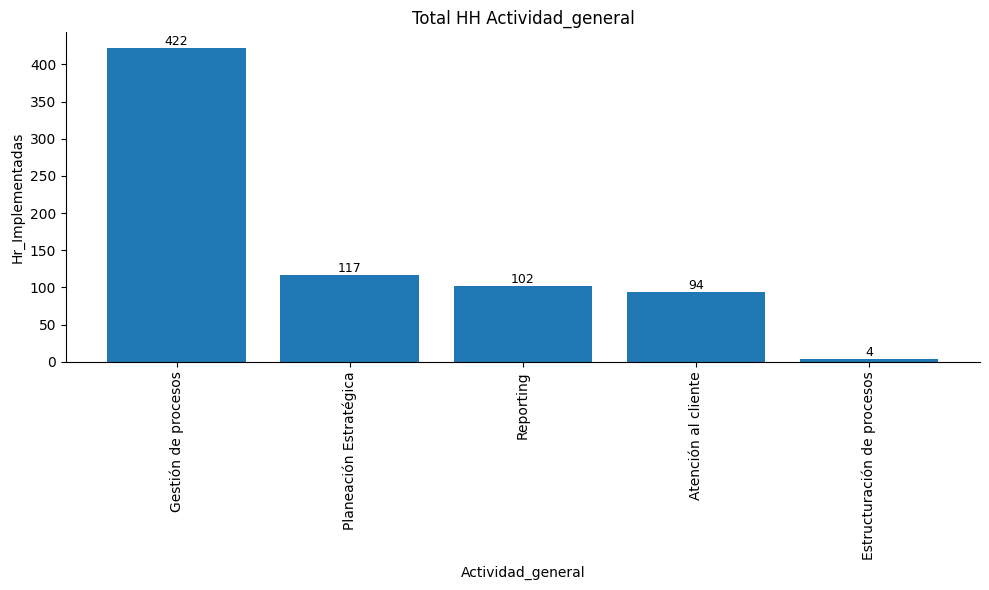 Total HH Actividad_general
Hr_Implementadas
400
350
300
250
200
150
100
50
0
422
117
102
94
4
Gestión de procesos
Planeación Estratégica
Reporting
Atención al cliente
Estructuración de procesos
Actividad_general